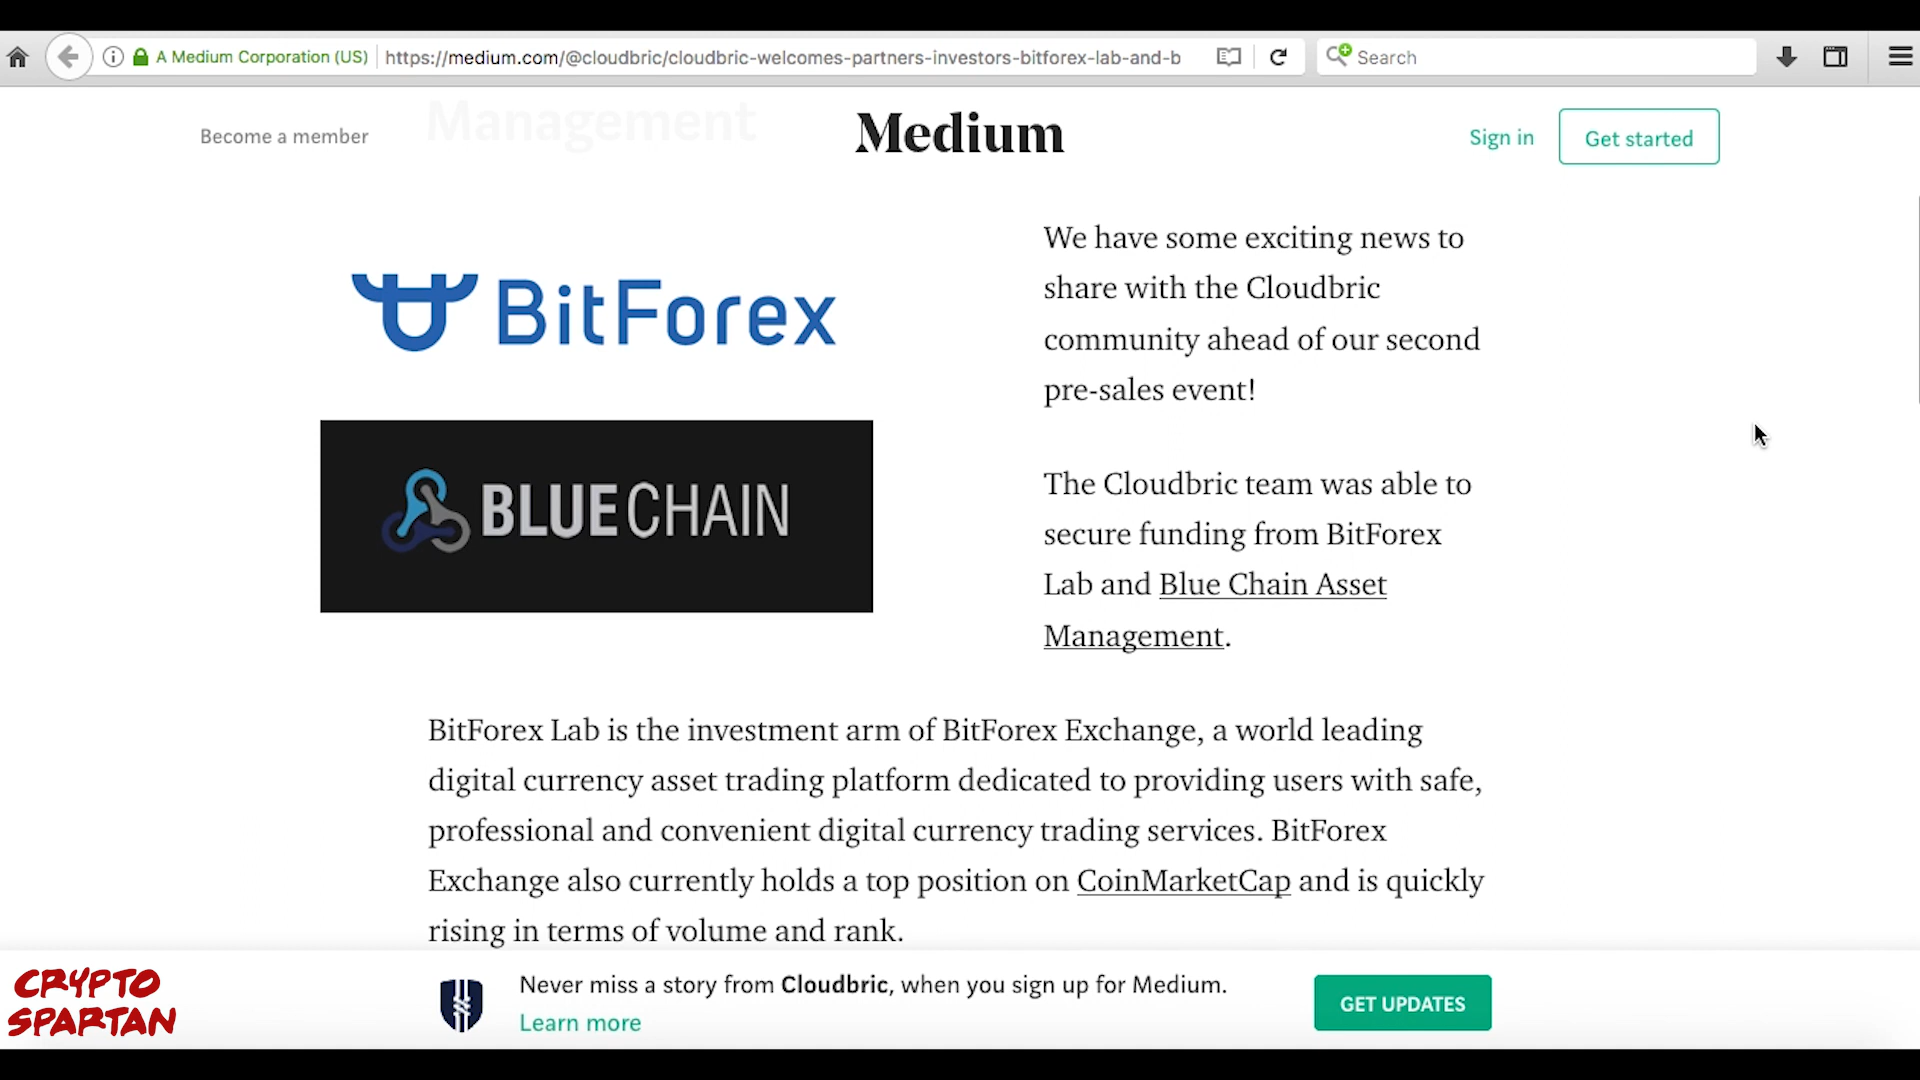 A Medium Corporation (US)
https://medium.com/@cloudbric/cloudbric-welcomes-partners-investors-bitforex-lab-and-b
Search
Become a member
Management
Medium
Sign in
Get started
BitForex
BLUECHAIN
We have some exciting news to
share with the Cloudbric
community ahead of our second
pre-sales event!
The Cloudbric team was able to
secure funding from BitForex
Lab and Blue Chain Asset
Management.
BitForex Lab is the investment arm of BitForex Exchange, a world leading
digital currency asset trading platform dedicated to providing users with safe,
professional and convenient digital currency trading services. BitForex
Exchange also currently holds a top position on CoinMarketCap and is quickly
rising in terms of volume and rank.
CRYPTO
SPARTAN
Never miss a story from Cloudbric, when you sign up for Medium.
Learn more
GET UPDATES